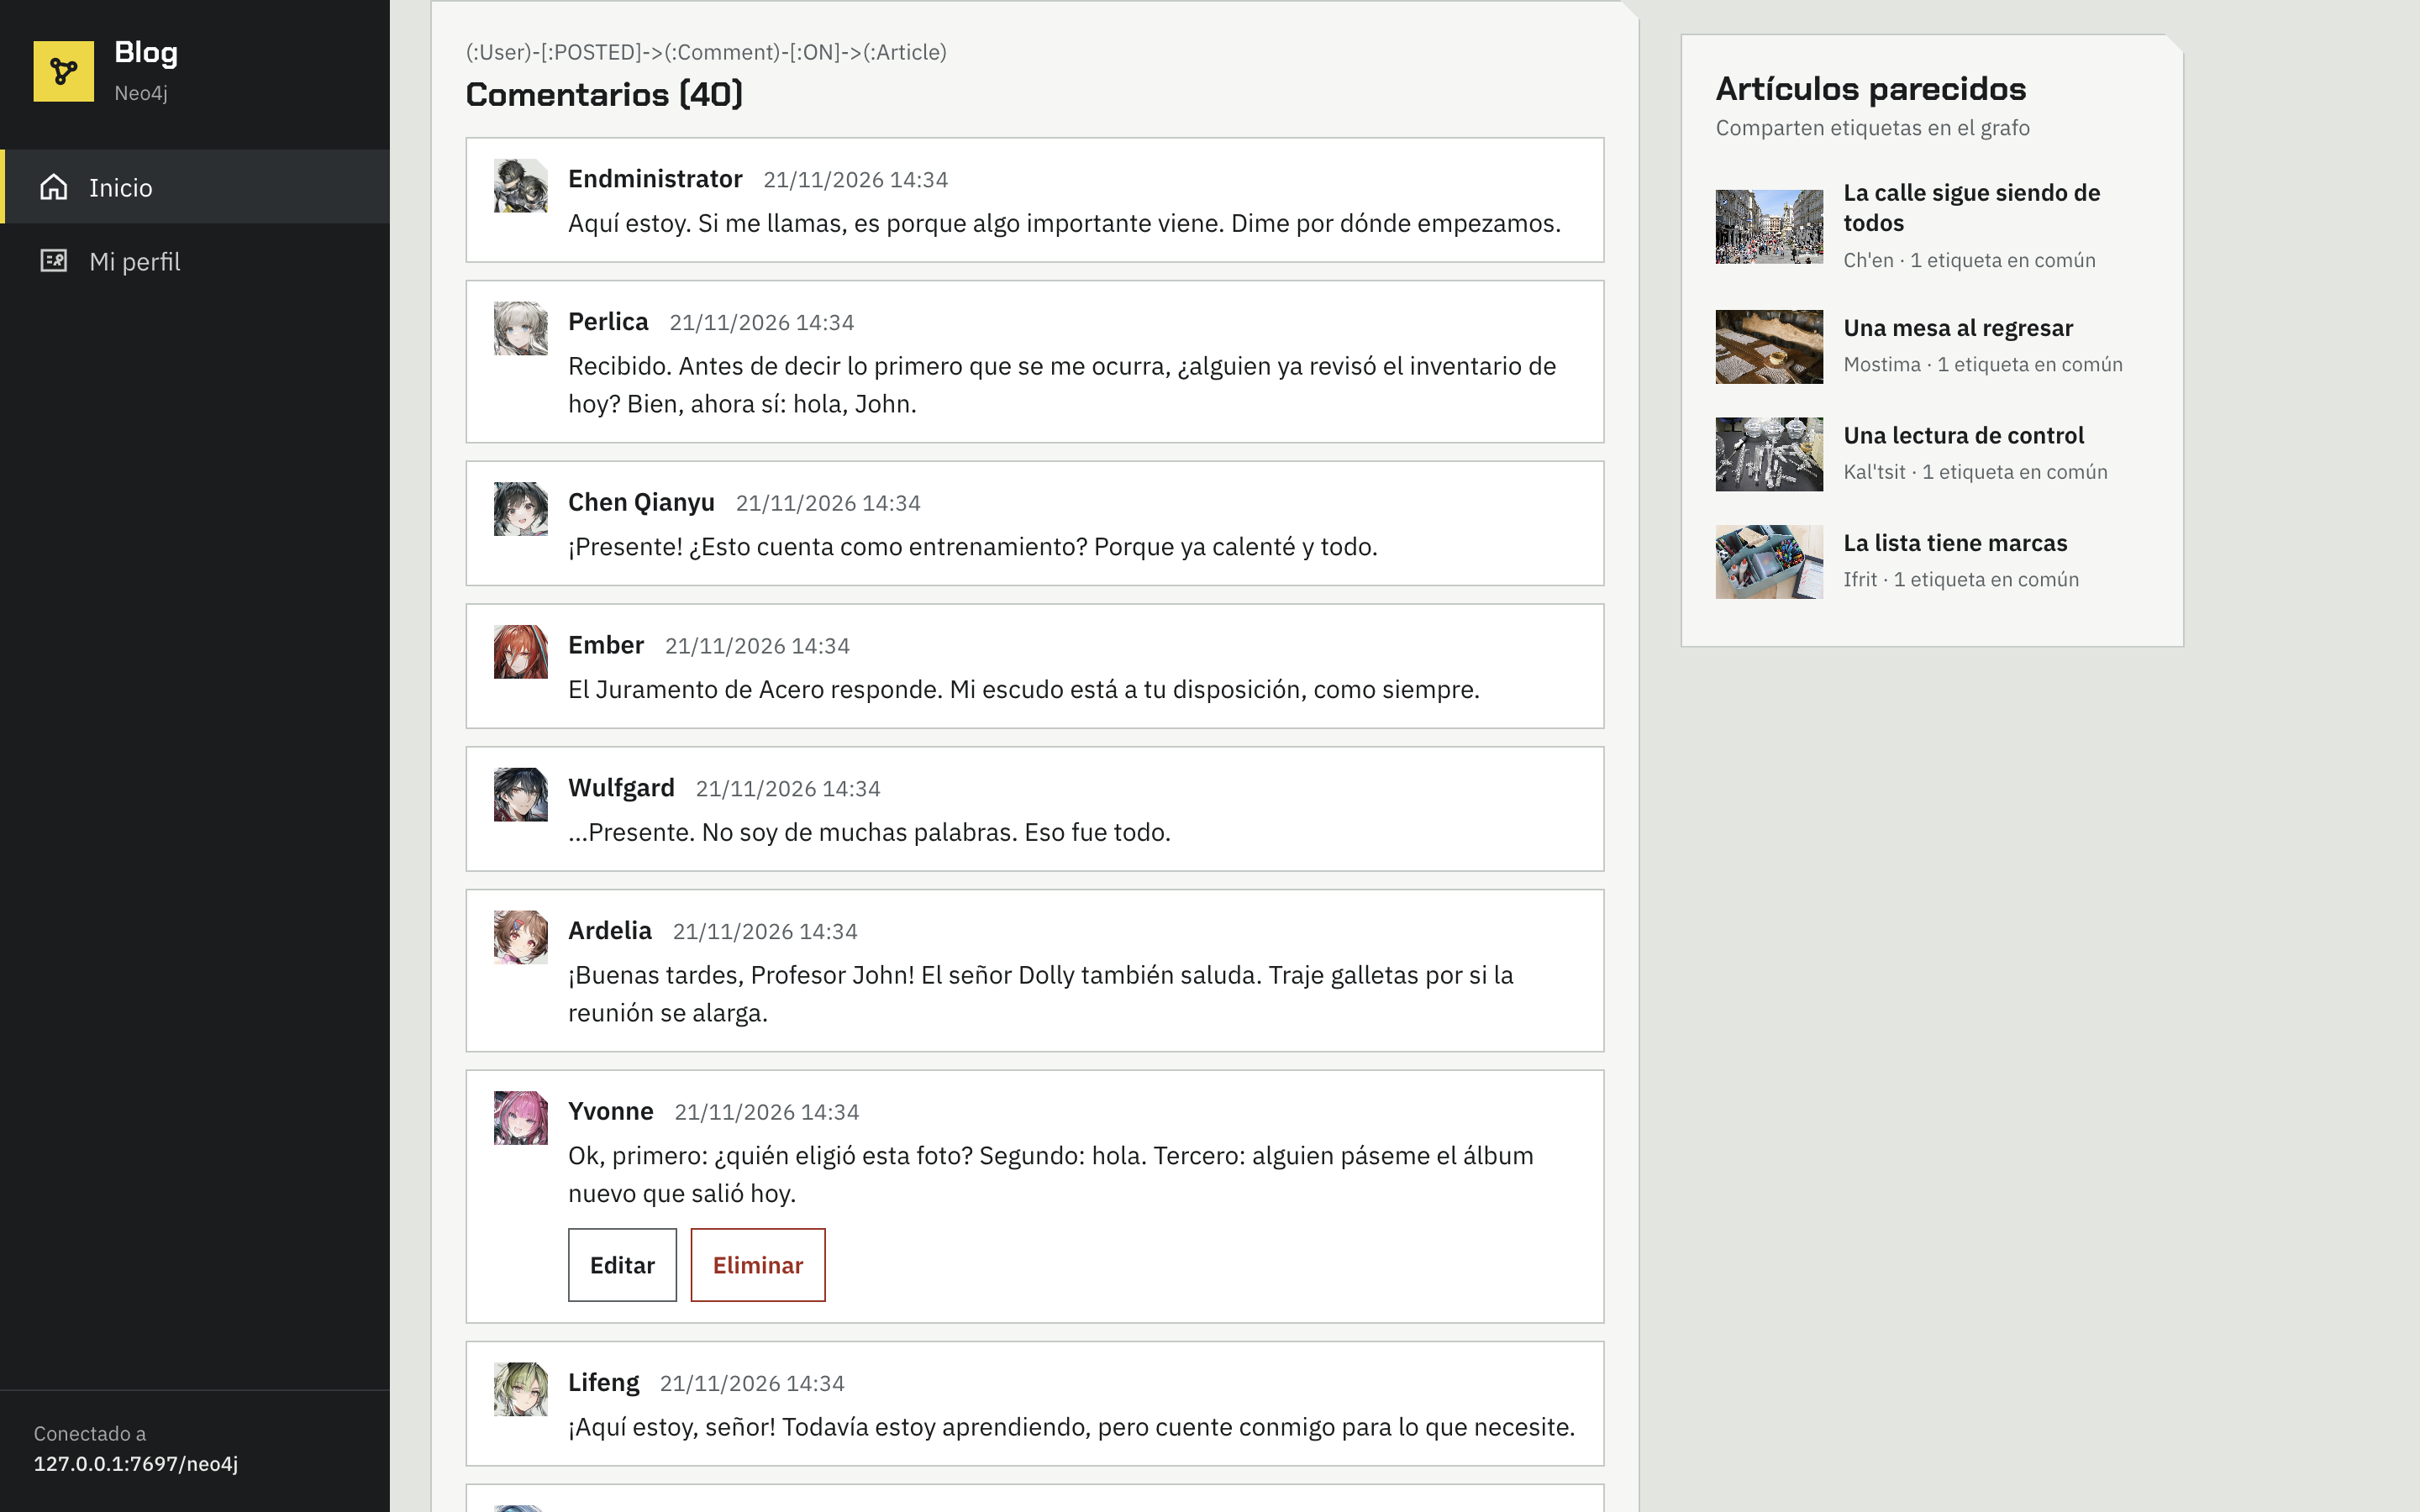 Blog
Neo4j
Inicio
Mi perfil
Conectado a
127.0.0.1:7697/neo4j
(:User)-[:POSTED]->(:Comment)-[:ON]->(:Article)
Comentarios (40)
Endministrator 21/11/2026 14:34
Aquí estoy. Si me llamas, es porque algo importante viene. Dime por dónde empezamos.
Perlica 21/11/2026 14:34
Recibido. Antes de decir lo primero que se me ocurra, ¿alguien ya revisó el inventario de
hoy? Bien, ahora sí: hola, John.
Chen Qianyu 21/11/2026 14:34
¡Presente! ¿Esto cuenta como entrenamiento? Porque ya calenté y todo.
Ember 21/11/2026 14:34
El Juramento de Acero responde. Mi escudo está a tu disposición, como siempre.
Wulfgard 21/11/2026 14:34
...Presente. No soy de muchas palabras. Eso fue todo.
Ardelia 21/11/2026 14:34
¡Buenas tardes, Profesor John! El señor Dolly también saluda. Traje galletas por si la
reunión se alarga.
Yvonne 21/11/2026 14:34
Ok, primero: ¿quién eligió esta foto? Segundo: hola. Tercero: alguien páseme el álbum
nuevo que salió hoy.
Editar
Eliminar
Lifeng 21/11/2026 14:34
¡Aquí estoy, señor! Todavía estoy aprendiendo, pero cuente conmigo para lo que necesite.
Artículos parecidos
Comparten etiquetas en el grafo
La calle sigue siendo de
todos
Ch'en · 1 etiqueta en común
Una mesa al regresar
Mostima · 1 etiqueta en común
Una lectura de control
Kal'tsit · 1 etiqueta en común
La lista tiene marcas
Ifrit · 1 etiqueta en común